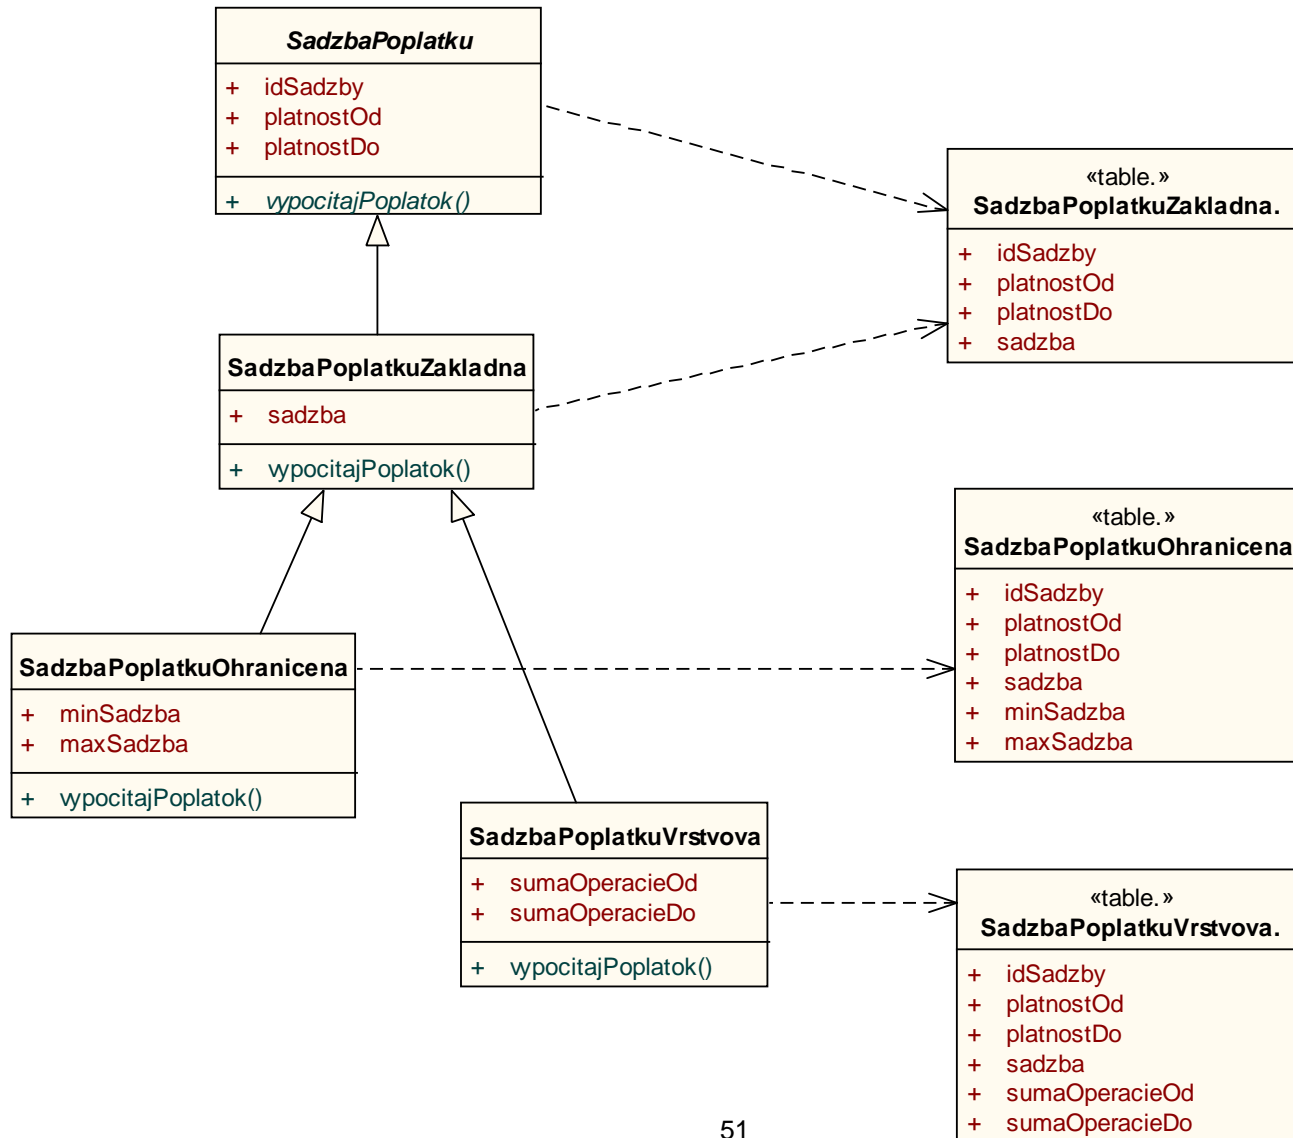 SadzbaPoplatku
+ idSadzby
+ platnostOd
+ platnostDo
+ vypocitajPoplatok()
«table.»
SadzbaPoplatkuZakladna.
+ idSadzby
+ platnostOd
+ platnostDo
+ sadzba
SadzbaPoplatkuZakladna
+ sadzba
+ vypocitajPoplatok()
«table.»
SadzbaPoplatkuOhranicena
+ idSadzby
+ platnostOd
+ platnostDo
+ sadzba
+ minSadzba
+ maxSadzba
SadzbaPoplatkuOhranicena
+ minSadzba
+ maxSadzba
+ vypocitajPoplatok()
SadzbaPoplatkuVrstvova
+ sumaOperacieOd
+ sumaOperacieDo
+ vypocitajPoplatok()
«table.»
SadzbaPoplatkuVrstvova.
+ idSadzby
+ platnostOd
+ platnostDo
+ sadzba
+ sumaOperacieOd
+ sumaOperacieDo
51